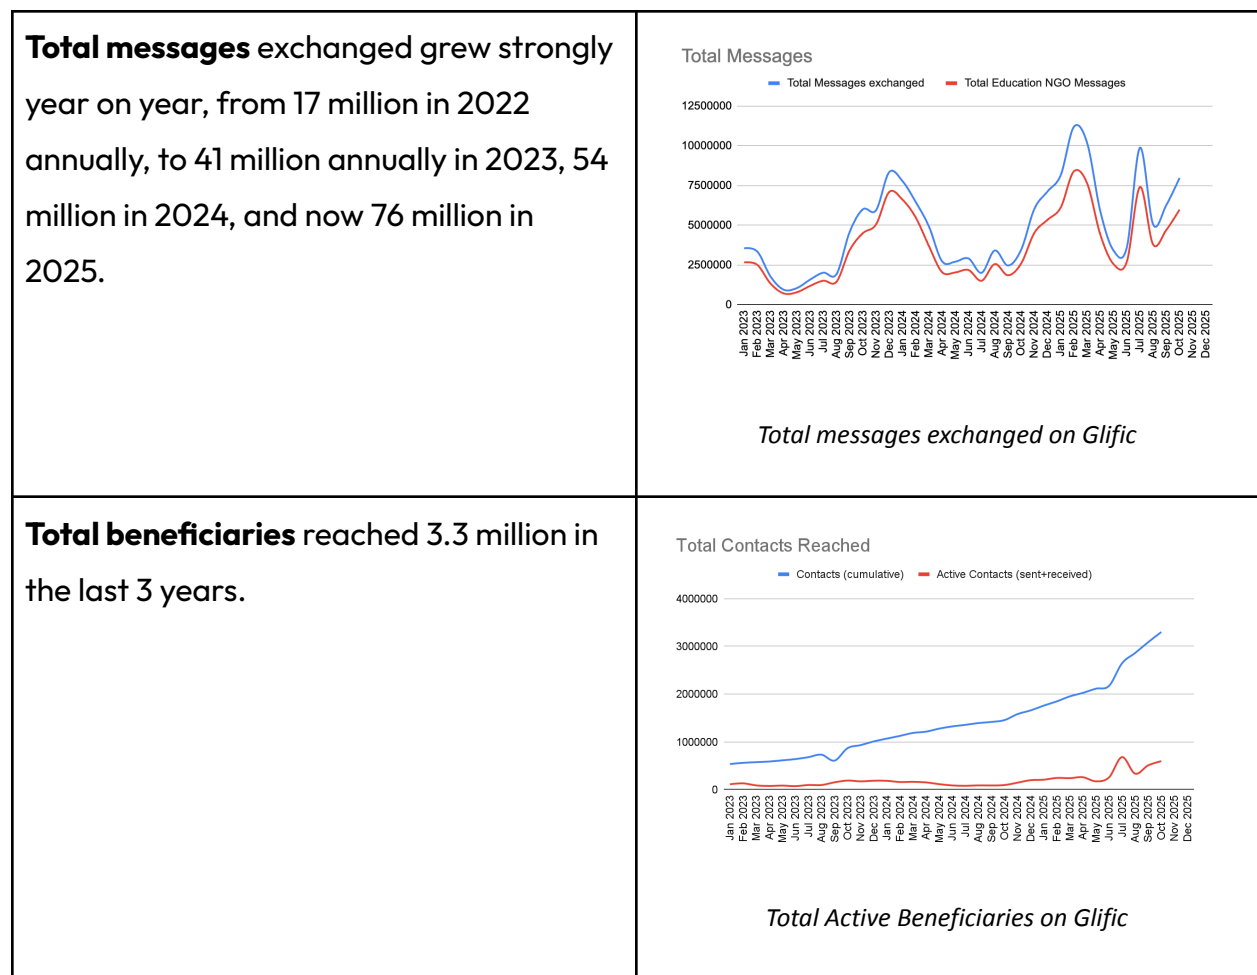 Total messages exchanged grew strongly
year on year, from 17 million in 2022
annually, to 41 million annually in 2023, 54
million in 2024, and now 76 million in
2025.
Total Messages
Total Messages exchanged Total Education NGO Messages
12500000
10000000
7500000
5000000
2500000
0
Jan 2023
Feb 2023
Mar 2023
Apr 2023
May 2023
Jun 2023
Jul 2023
Aug 2023
Sep 2023
Oct 2023
Nov 2023
Dec 2023
Jan 2024
Feb 2024
Mar 2024
Apr 2024
May 2024
Jun 2024
Jul 2024
Aug 2024
Sep 2024
Oct 2024
Nov 2024
Dec 2024
Jan 2025
Feb 2025
Mar 2025
Apr 2025
May 2025
Jun 2025
Jul 2025
Aug 2025
Sep 2025
Oct 2025
Nov 2025
Dec 2025
Total messages exchanged on Glific
Total beneficiaries reached 3.3 million in
the last 3 years.
Total Contacts Reached
Contacts (cumulative) Active Contacts (sent+received)
4000000
3000000
2000000
1000000
0
Jan 2023
Feb 2023
Mar 2023
Apr 2023
May 2023
Jun 2023
Jul 2023
Aug 2023
Sep 2023
Oct 2023
Nov 2023
Dec 2023
Jan 2024
Feb 2024
Mar 2024
Apr 2024
May 2024
Jun 2024
Jul 2024
Aug 2024
Sep 2024
Oct 2024
Nov 2024
Dec 2024
Jan 2025
Feb 2025
Mar 2025
Apr 2025
May 2025
Jun 2025
Jul 2025
Aug 2025
Sep 2025
Oct 2025
Nov 2025
Dec 2025
Total Active Beneficiaries on Glific